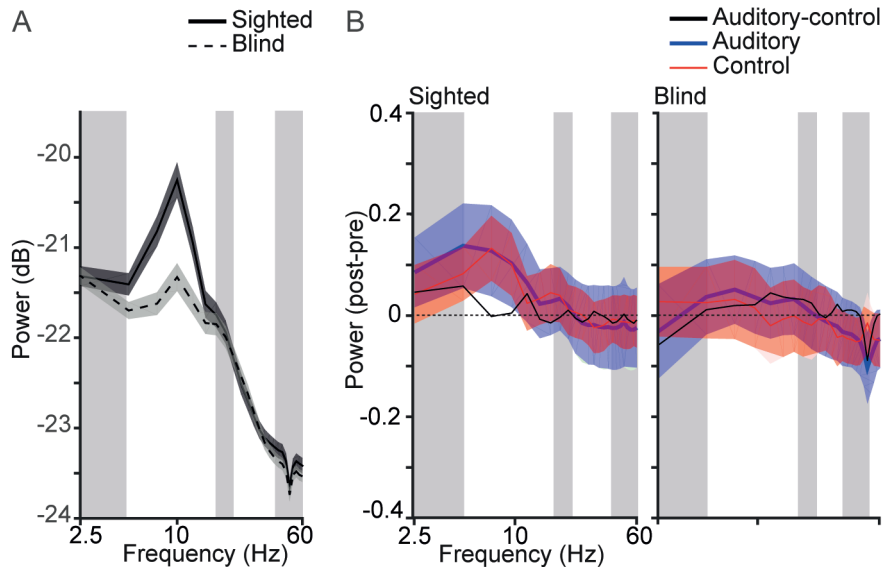 A
Sighted
Blind
Power (dB)
-20
-21
-22
-23
-24
2.5
10
60
Frequency (Hz)
B
Auditory-control
Auditory
Control
Sighted
Blind
Power (post-pre)
0.4
0.2
0
-0.2
-0.4
2.5
10
60
Frequency (Hz)